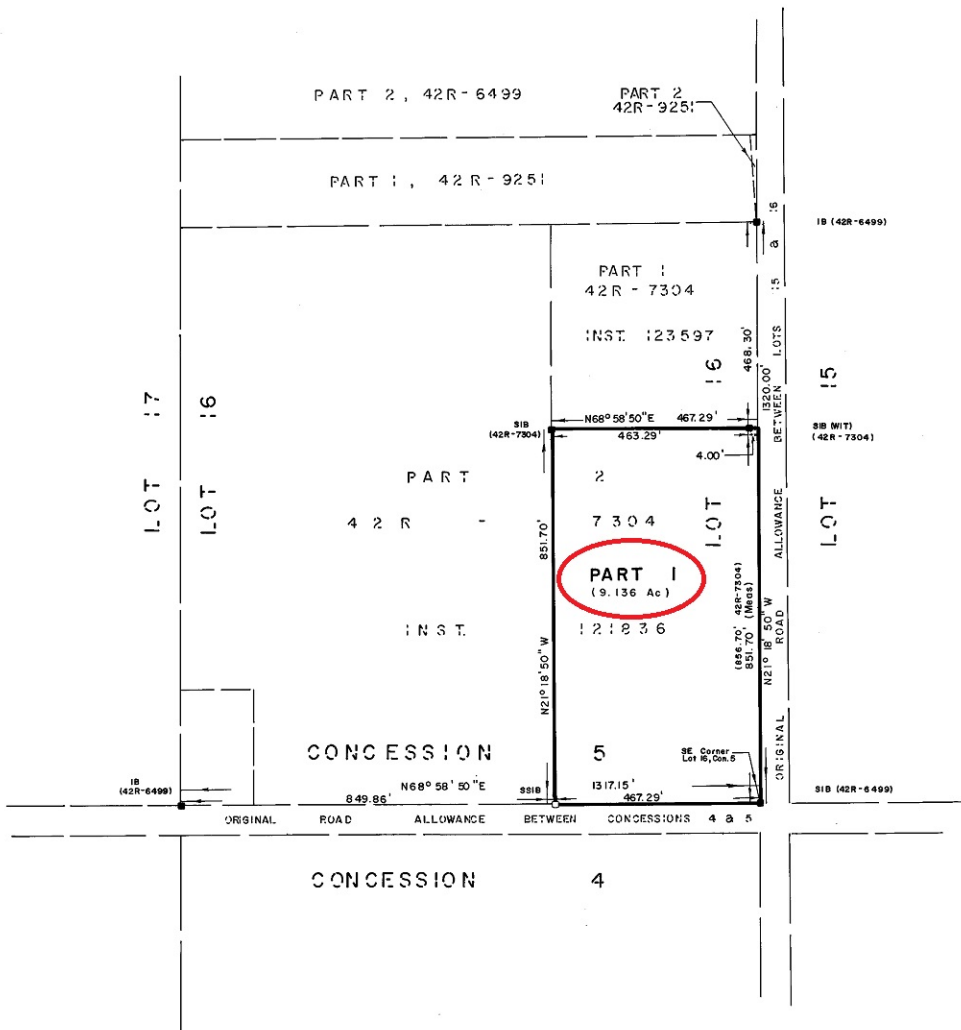 PART 2, 42R-6499
PART 2
42R-9251
PART 1, 42R-9251
IB (42R-6499)
ORIGINAL ROAD ALLOWANCE BETWEEN LOTS 15 a 16
PART 1
42R-7304
INST. 123597
468.30'
1320.00'
LOT 17
LOT 16
LOT 16
LOT 15
N68° 58' 50"E 467.29'
463.29'
4.00'
SIB
(42R-7304)
SIB (WIT)
(42R-7304)
PART 2
42R - 7304
851.70'
N21° 18' 50" W
PART 1
(9.136 Ac)
INST. 121836
(856.70' 42R-7304)
851.70' (Meas)
N21° 18' 50" W
SE Corner
Lot 16, Con. 5
CONCESSION 5
IB
(42R-6499)
N68° 58' 50"E
1317.15'
849.86'
SSIB
467.29'
SIB (42R-6499)
ORIGINAL ROAD ALLOWANCE BETWEEN CONCESSIONS 4 a 5
CONCESSION 4